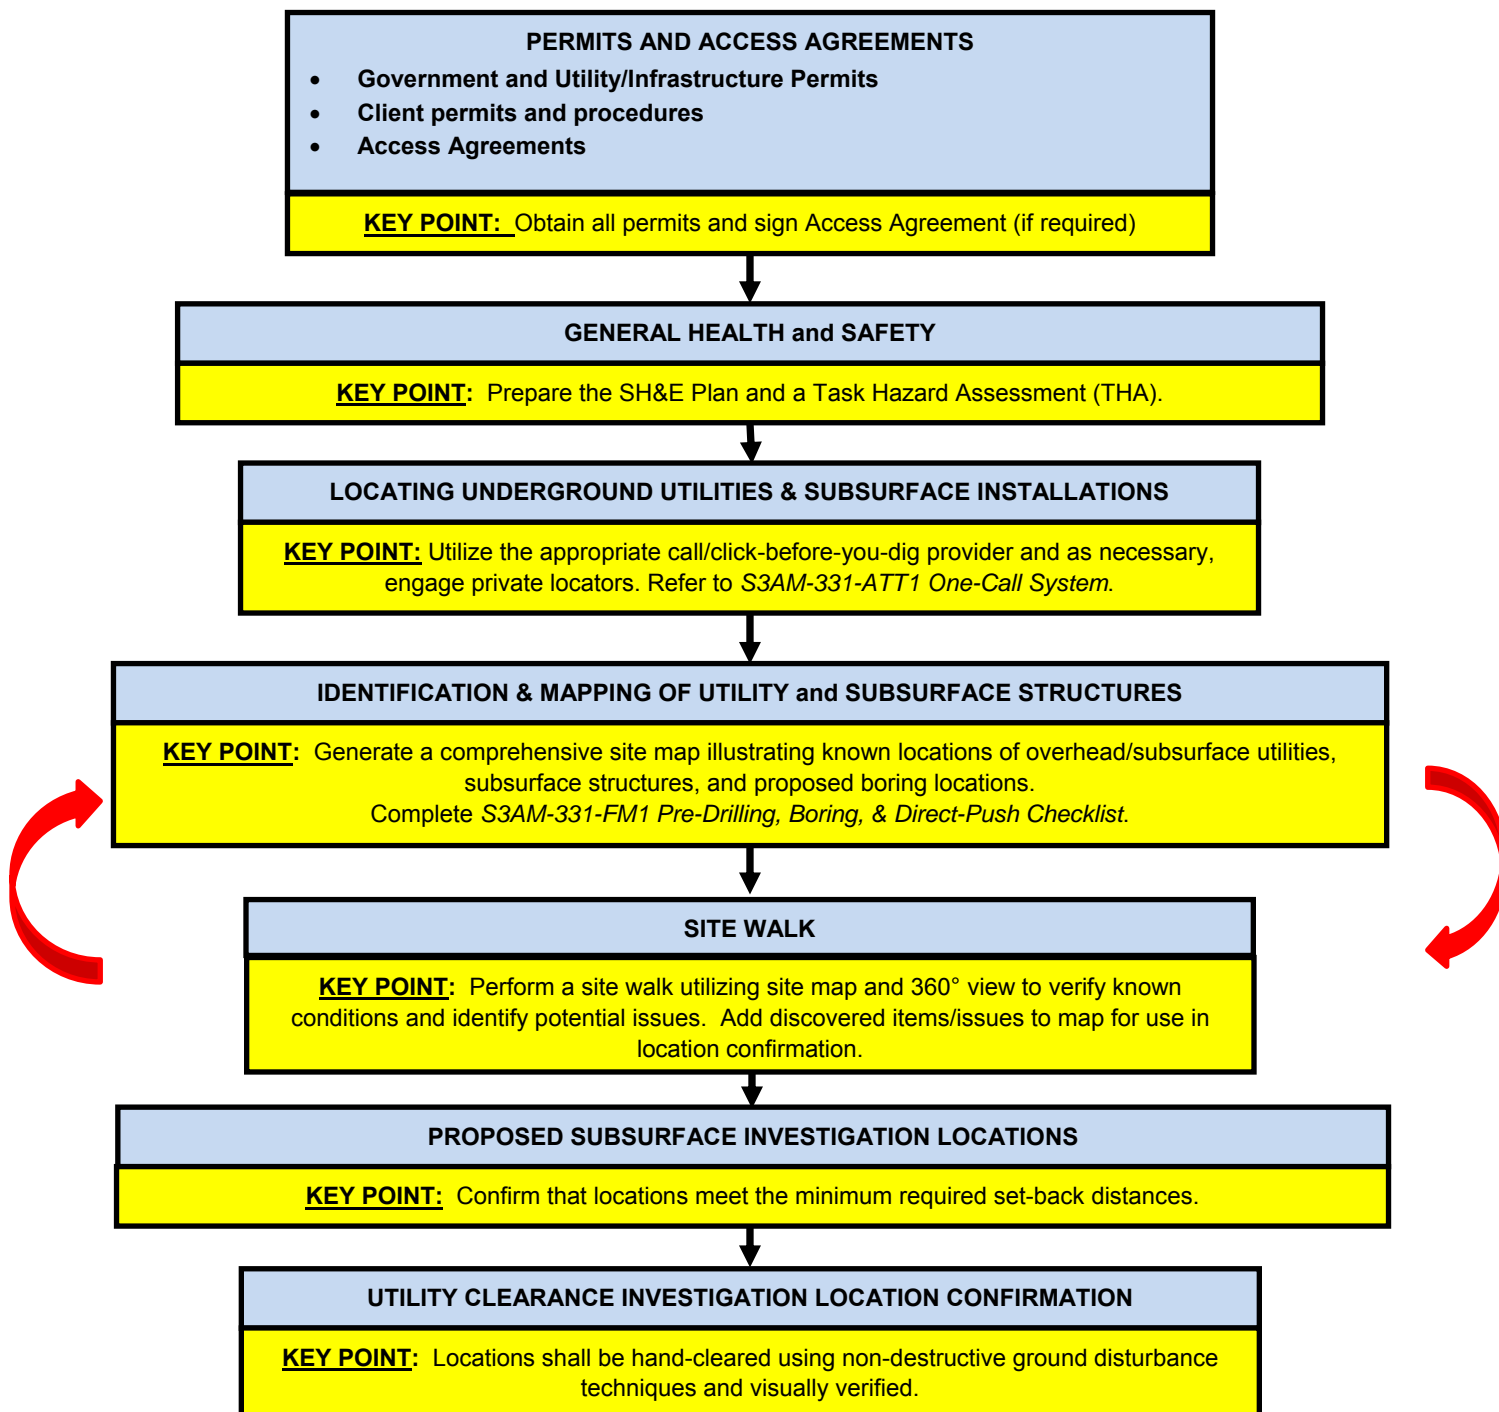 PERMITS AND ACCESS AGREEMENTS
• Government and Utility/Infrastructure Permits
• Client permits and procedures
• Access Agreements
KEY POINT: Obtain all permits and sign Access Agreement (if required)
GENERAL HEALTH and SAFETY
KEY POINT: Prepare the SH&E Plan and a Task Hazard Assessment (THA).
LOCATING UNDERGROUND UTILITIES & SUBSURFACE INSTALLATIONS
KEY POINT: Utilize the appropriate call/click-before-you-dig provider and as necessary,
engage private locators. Refer to S3AM-331-ATT1 One-Call System.
IDENTIFICATION & MAPPING OF UTILITY and SUBSURFACE STRUCTURES
KEY POINT: Generate a comprehensive site map illustrating known locations of overhead/subsurface utilities,
subsurface structures, and proposed boring locations.
Complete S3AM-331-FM1 Pre-Drilling, Boring, & Direct-Push Checklist.
SITE WALK
KEY POINT: Perform a site walk utilizing site map and 360° view to verify known
conditions and identify potential issues. Add discovered items/issues to map for use in
location confirmation.
PROPOSED SUBSURFACE INVESTIGATION LOCATIONS
KEY POINT: Confirm that locations meet the minimum required set-back distances.
UTILITY CLEARANCE INVESTIGATION LOCATION CONFIRMATION
KEY POINT: Locations shall be hand-cleared using non-destructive ground disturbance
techniques and visually verified.